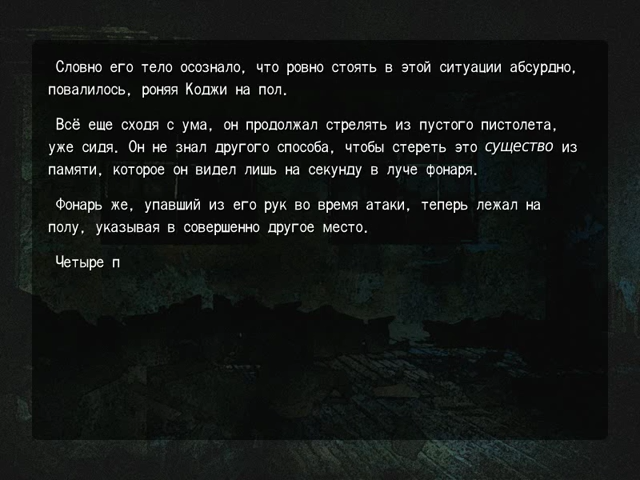 Словно его тело осознало, что ровно стоять в этой ситуации абсурдно,
повалилось, роняя Коджи на пол.
Всё еще сходя с ума, он продолжал стрелять из пустого пистолета,
уже сидя. Он не знал другого способа, чтобы стереть это существо из
памяти, которое он видел лишь на секунду в луче фонаря.
Фонарь же, упавший из его рук во время атаки, теперь лежал на
полу, указывая в совершенно другое место.
Четыре п